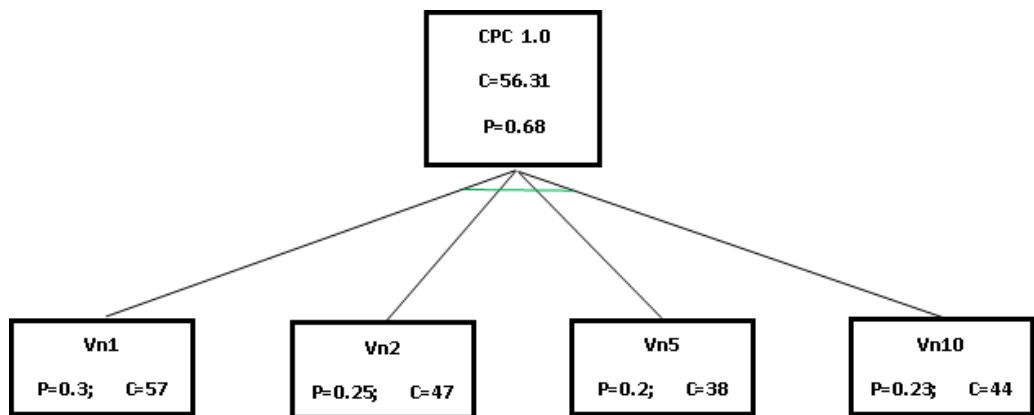 CPC 1.0
C=56.31
P=0.68
Vn1
P=0.3; C=57
Vn2
P=0.25; C=47
Vn5
P=0.2; C=38
Vn10
P=0.23; C=44